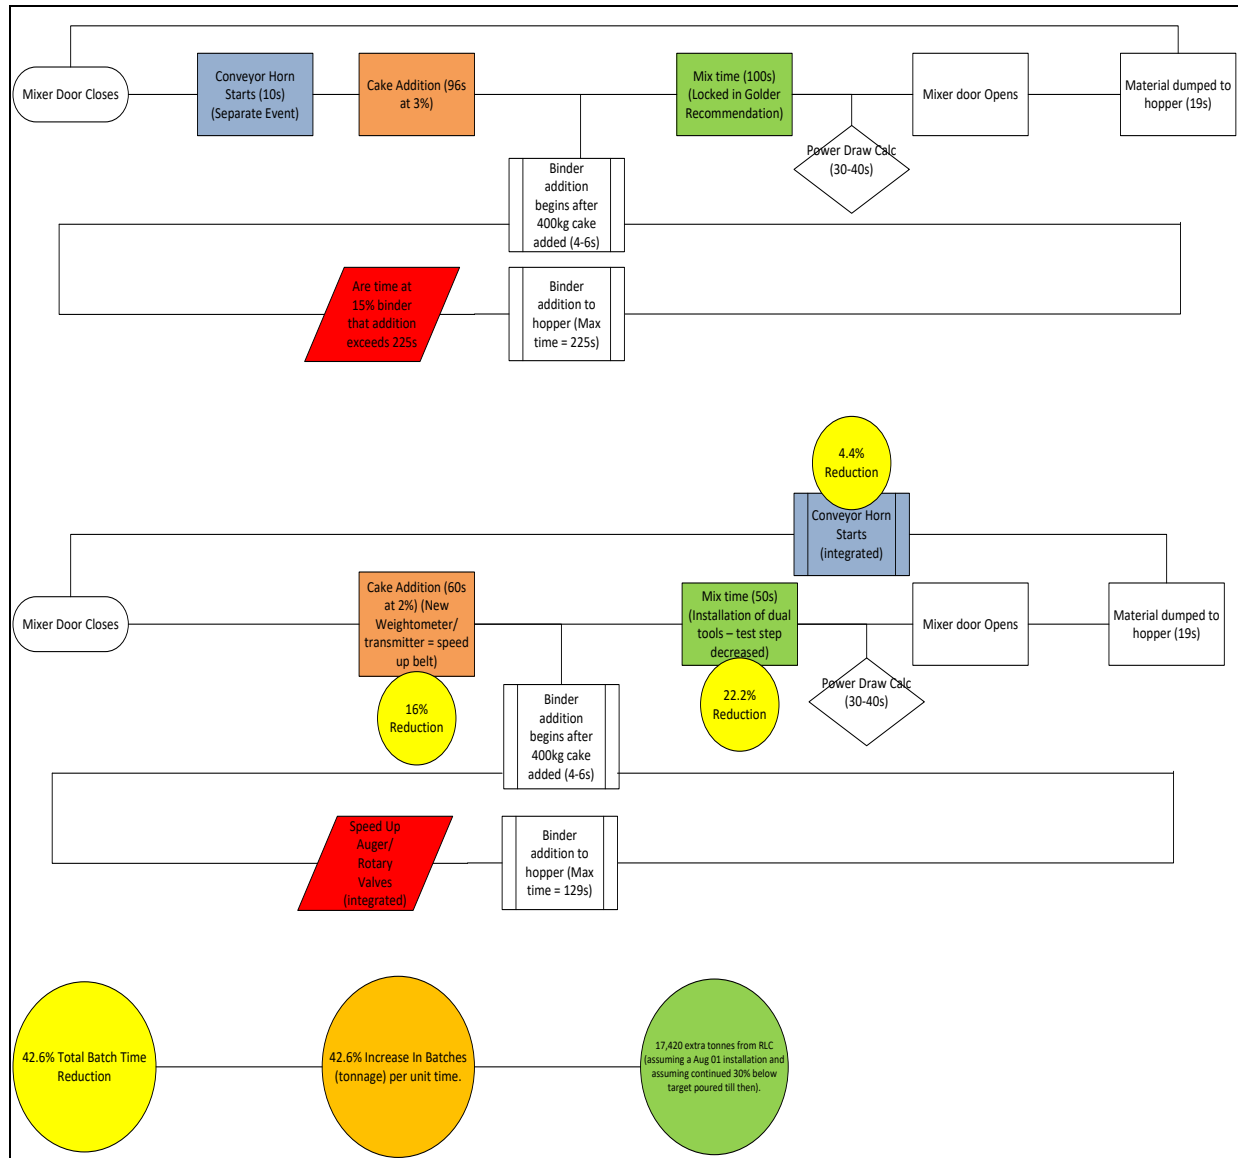 Mixer Door Closes
Conveyor Horn
Starts (10s)
(Separate Event)
Cake Addition (96s
at 3%)
Mix time (100s)
(Locked in Golder
Recommendation)
Mixer door Opens
Material dumped to
hopper (19s)
Power Draw Calc
(30-40s)
Binder
addition
begins after
400kg cake
added (4-6s)
Are time at
15% binder
that addition
exceeds 225s
Binder
addition to
hopper (Max
time = 225s)
4.4%
Reduction
Conveyor Horn
Starts
(integrated)
Mixer Door Closes
Cake Addition (60s
at 2%) (New
Weightometer/
transmitter = speed
up belt)
16%
Reduction
Mix time (50s)
(Installation of dual
tools – test step
decreased)
22.2%
Reduction
Mixer door Opens
Material dumped to
hopper (19s)
Power Draw Calc
(30-40s)
Binder
addition
begins after
400kg cake
added (4-6s)
Speed Up
Auger/
Rotary
Valves
(integrated)
Binder
addition to
hopper (Max
time = 129s)
42.6% Total Batch Time
Reduction
42.6% Increase In Batches
(tonnage) per unit time.
17,420 extra tonnes from RLC
(assuming a Aug 01 installation and
assuming continued 30% below
target poured till then).